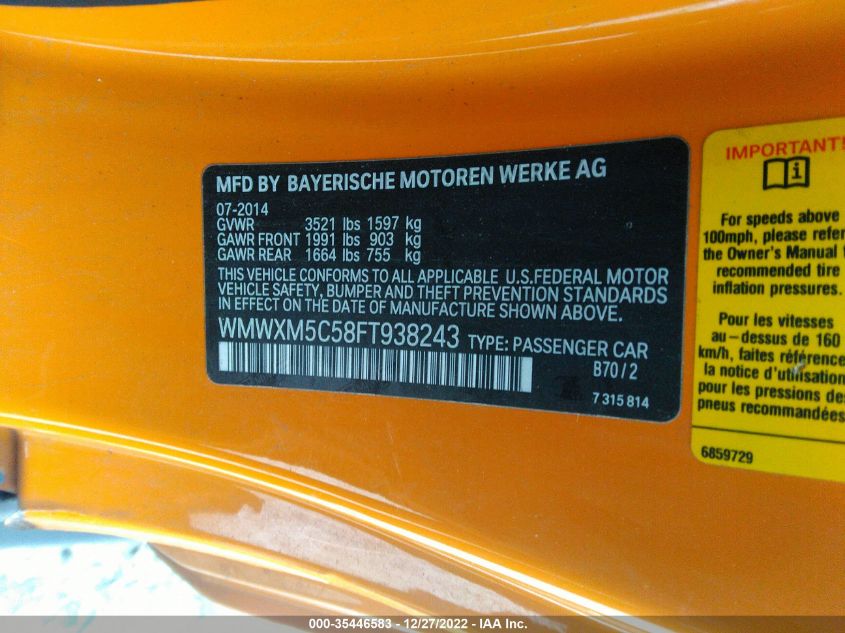 MFD BY BAYERISCHE MOTOREN WERKE AG
07-2014
GVWR 3521 lbs 1597 kg
GAWR FRONT 1991 lbs 903 kg
GAWR REAR 1664 lbs 755 kg
THIS VEHICLE CONFORMS TO ALL APPLICABLE U.S.FEDERAL MOTOR
VEHICLE SAFETY, BUMPER AND THEFT PREVENTION STANDARDS
IN EFFECT ON THE DATE OF MANUFACTURE SHOWN ABOVE.
WMWXM5C58FT938243 TYPE: PASSENGER CAR
B70/2
7 315 814
IMPORTANT!
i
For speeds above
100mph, please refer
the Owner's Manual
recommended tire
inflation pressures.
Si vitesses
au-dessus de 160
km/h, faites référence
la notice d'utilisation
pour les pressions de
pneus recommandées
6859729
000-35446583 - 12/27/2022 - IAA Inc.